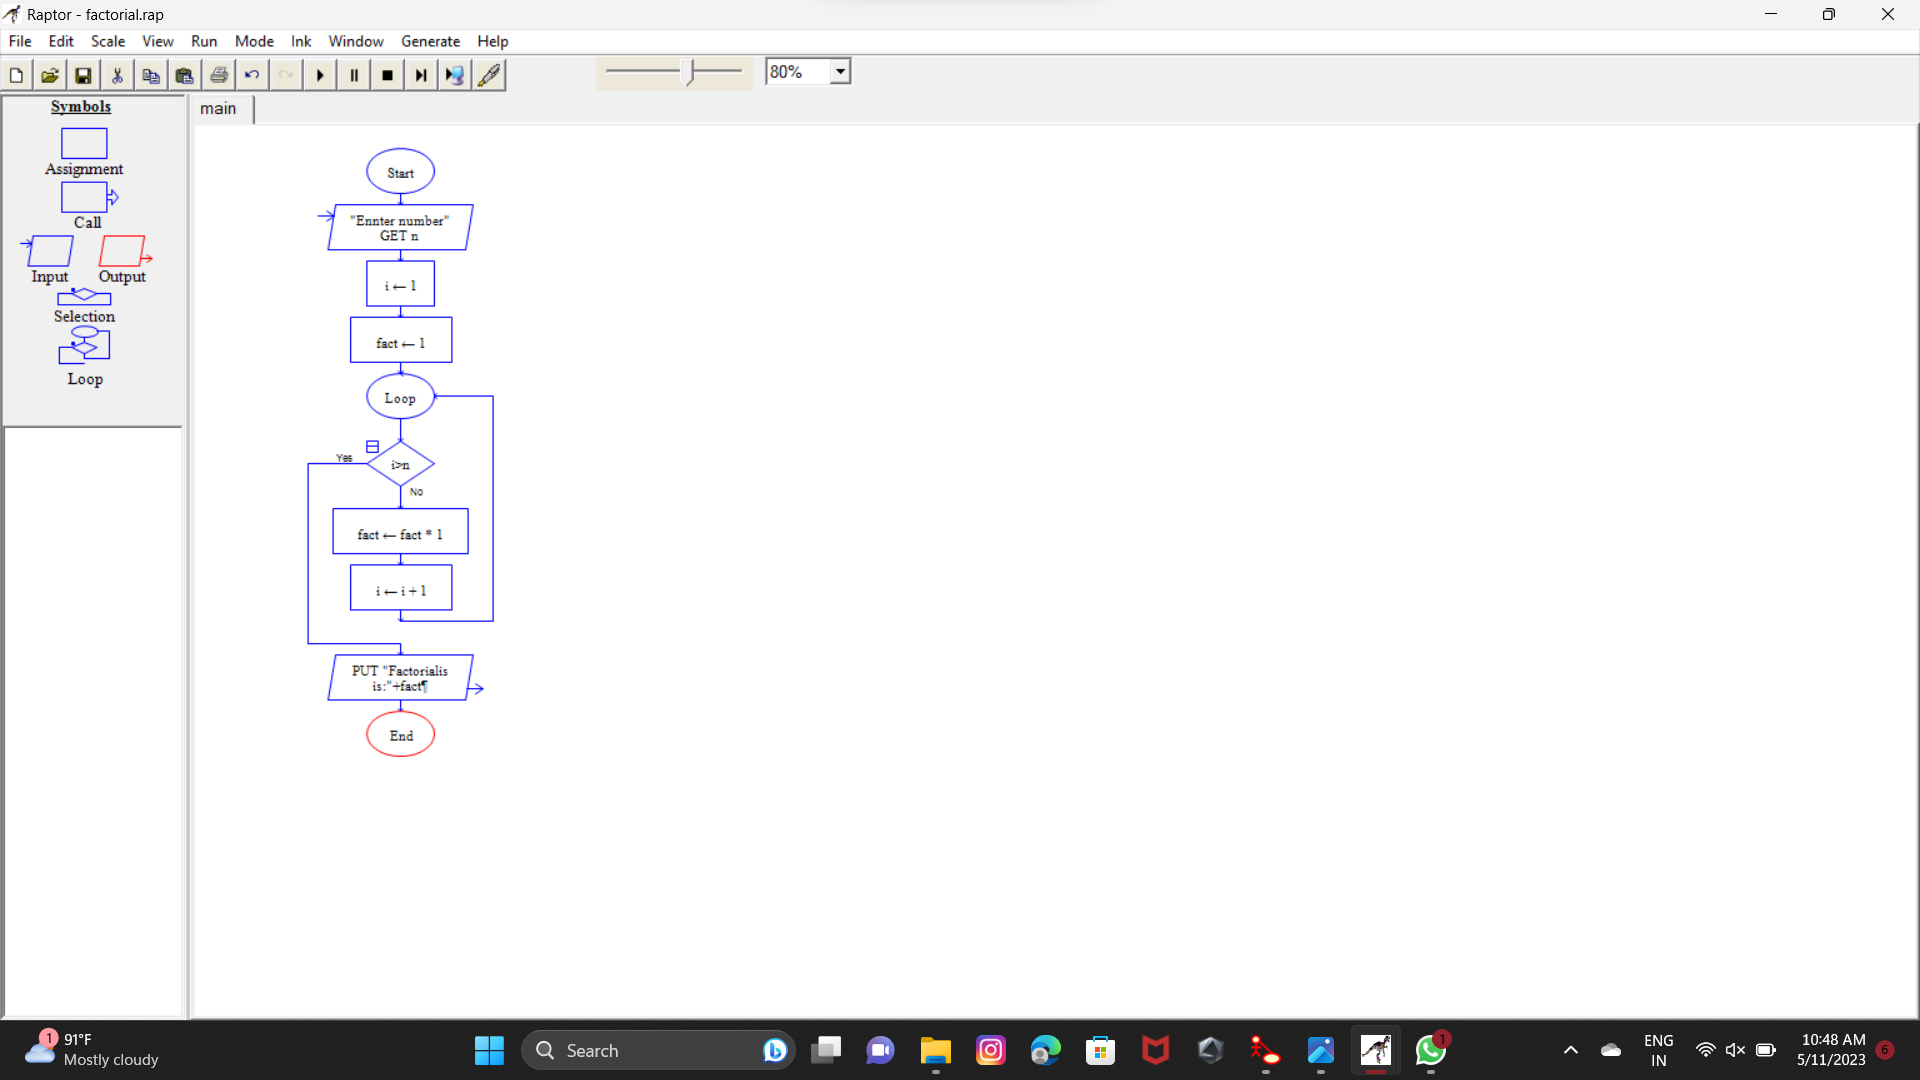 Raptor - factorial.rap
File Edit Scale View Run Mode Ink Window Generate Help
80%
Symbols
Assignment
Call
Input Output
Selection
Loop
main
Start
"Ennter number"
GET n
i ← 1
fact ← 1
Loop
Yes
i>n
No
fact ← fact * 1
i ← i + 1
PUT "Factorialis
is:"+fact¶
End
1
91°F
Mostly cloudy
Search
1
ENG
IN
10:48 AM
5/11/2023
6